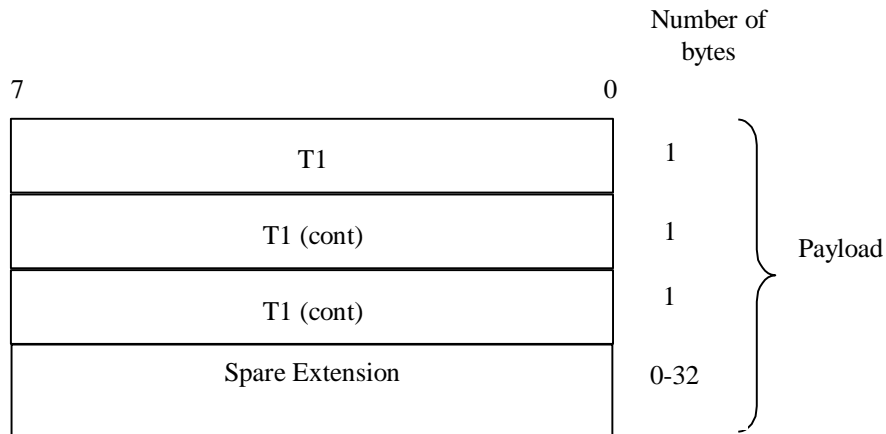 Number of
bytes
7 0
T1 1
T1 (cont) 1
Payload
T1 (cont) 1
Spare Extension 0-32